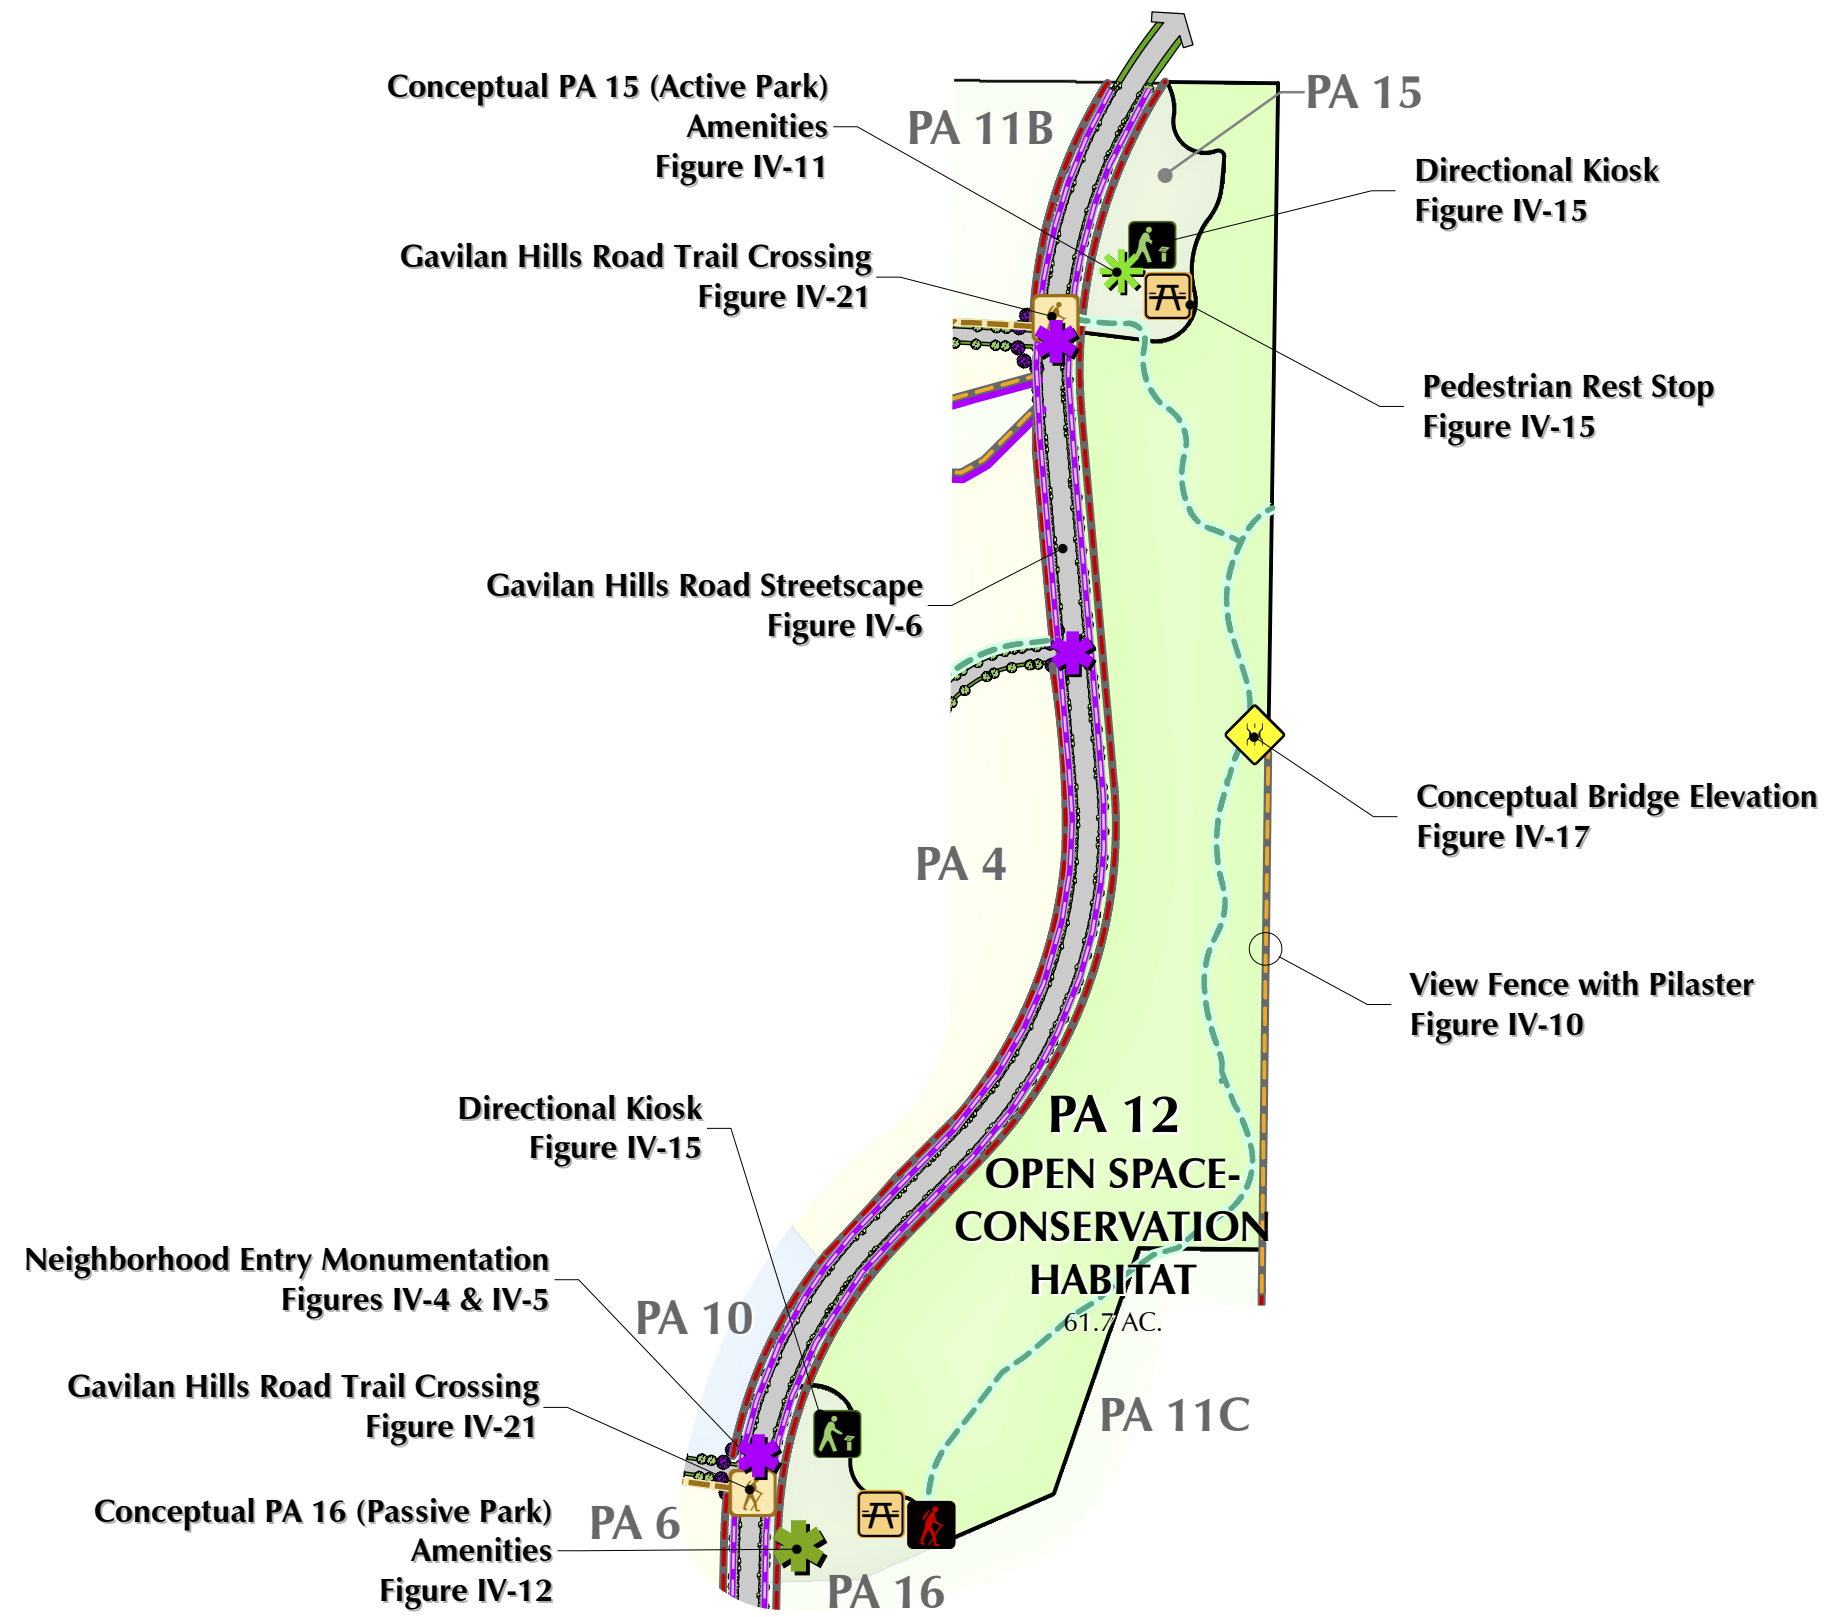 Conceptual PA 15 (Active Park)
Amenities
Figure IV-11
PA 11B
PA 15
Directional Kiosk
Figure IV-15
Gavilan Hills Road Trail Crossing
Figure IV-21
Pedestrian Rest Stop
Figure IV-15
Gavilan Hills Road Streetscape
Figure IV-6
Conceptual Bridge Elevation
Figure IV-17
PA 4
View Fence with Pilaster
Figure IV-10
Directional Kiosk
Figure IV-15
PA 12
OPEN SPACE-
CONSERVATION
HABITAT
61.7 AC.
Neighborhood Entry Monumentation
Figures IV-4 & IV-5
PA 10
Gavilan Hills Road Trail Crossing
Figure IV-21
PA 11C
Conceptual PA 16 (Passive Park)
Amenities
Figure IV-12
PA 6
PA 16